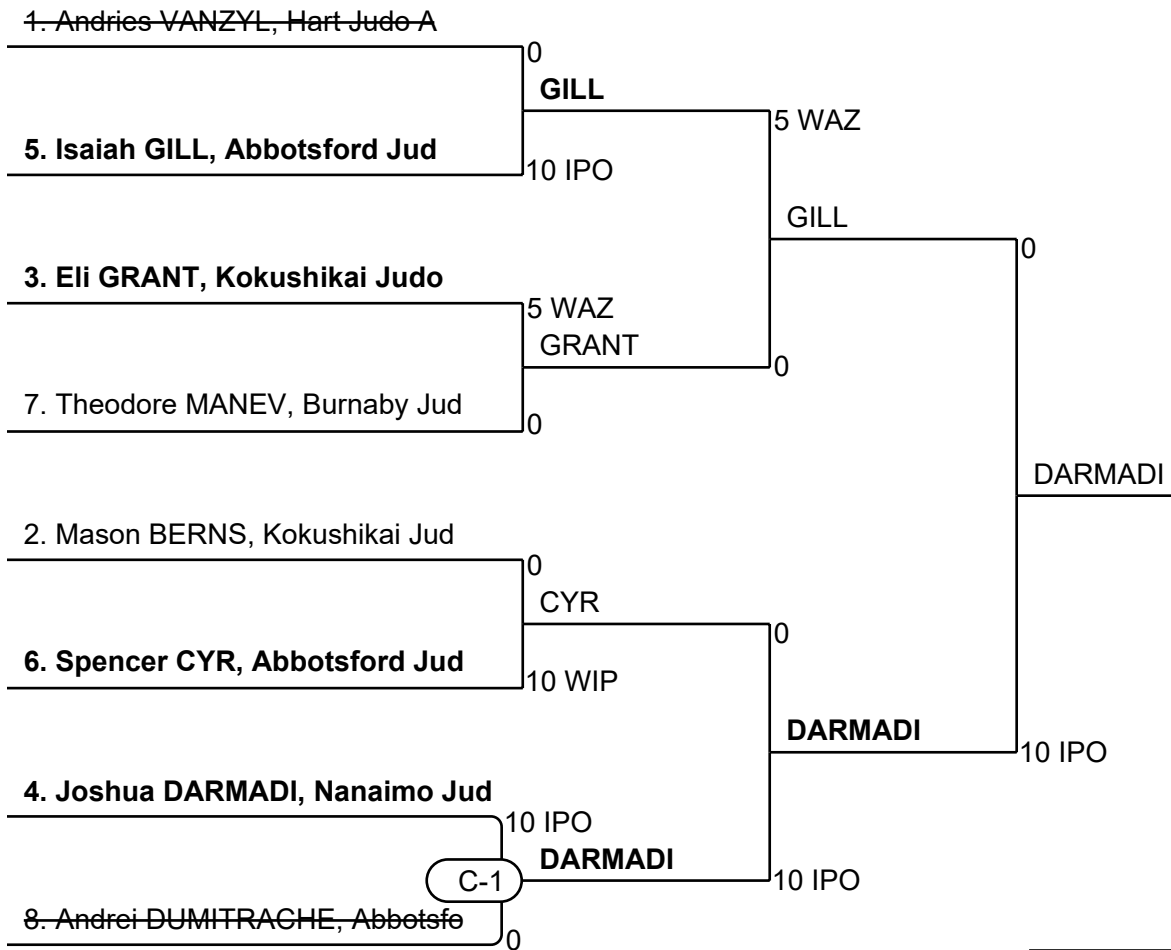 1. Andries VANZYL, Hart Judo A
0
GILL
5 WAZ
5. Isaiah GILL, Abbotsford Jud
10 IPO
GILL
0
3. Eli GRANT, Kokushikai Judo
5 WAZ
GRANT
0
7. Theodore MANEV, Burnaby Jud
0
DARMADI
2. Mason BERNS, Kokushikai Jud
0
CYR
0
6. Spencer CYR, Abbotsford Jud
10 WIP
DARMADI
10 IPO
4. Joshua DARMADI, Nanaimo Jud
10 IPO
DARMADI
C-1
10 IPO
8. Andrei DUMITRACHE, Abbotsfo
0